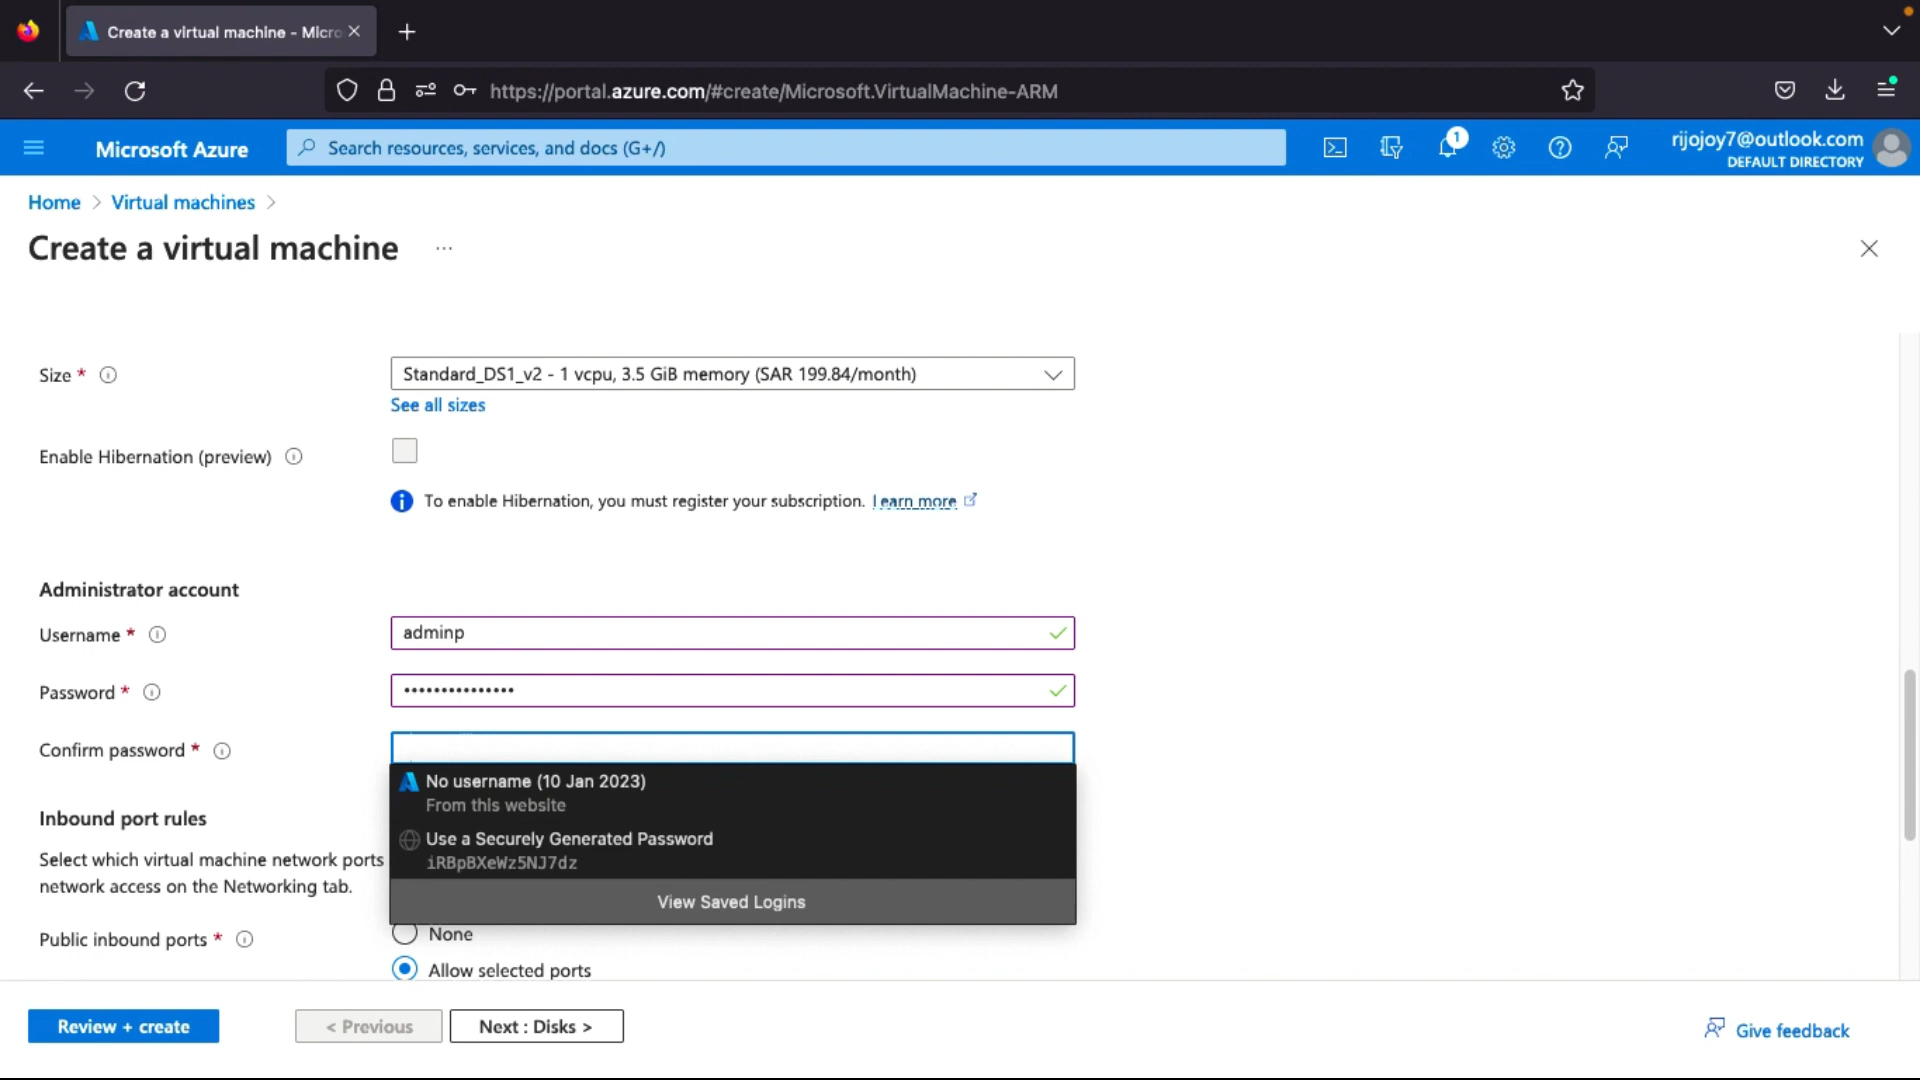 Create a virtual machine - Micro
https://portal.azure.com/#create/Microsoft.VirtualMachine-ARM
Microsoft Azure
Search resources, services, and docs (G+/)
1
rijojoy7@outlook.com
DEFAULT DIRECTORY
Home > Virtual machines >
Create a virtual machine ...
Size *
Standard_DS1_v2 - 1 vcpu, 3.5 GiB memory (SAR 199.84/month)
See all sizes
Enable Hibernation (preview)
To enable Hibernation, you must register your subscription. Learn more
Administrator account
Username *
adminp
Password *
•••••••••••••••
Confirm password *
No username (10 Jan 2023)
From this website
Use a Securely Generated Password
iRBpBXeWz5NJ7dz
View Saved Logins
Inbound port rules
Select which virtual machine network ports
network access on the Networking tab.
Public inbound ports *
None
Allow selected ports
Review + create
< Previous
Next : Disks >
Give feedback